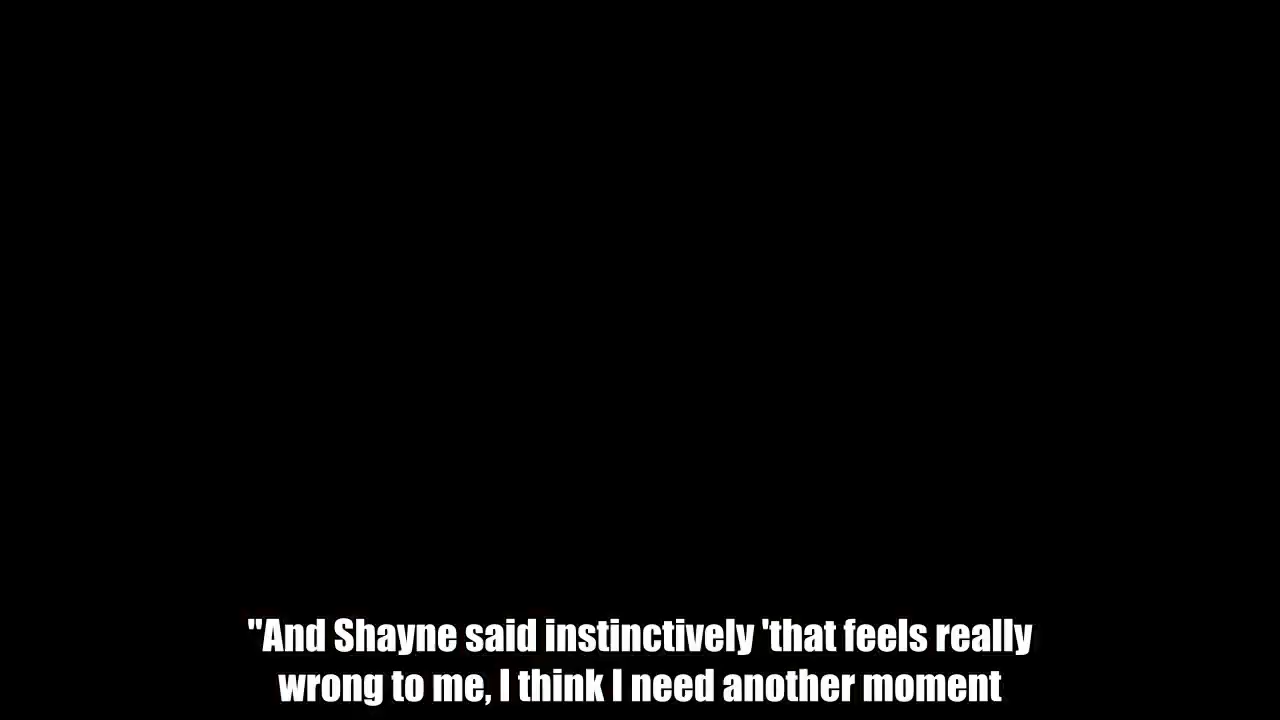 "And Shayne said instinctively 'that feels really
wrong to me, I think I need another moment